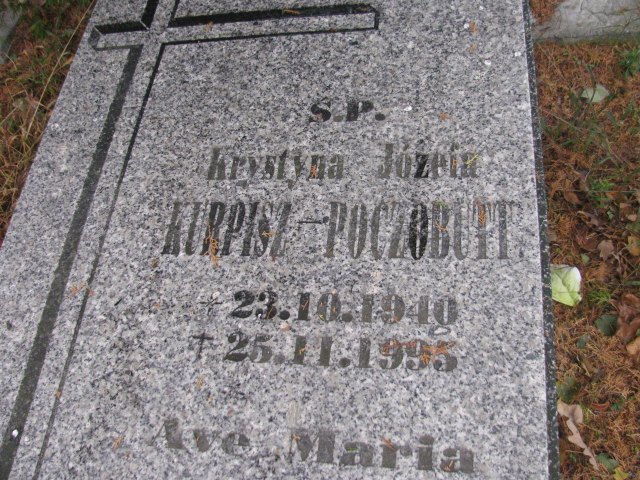 S.P.
Krystyna Józefa
KURPISZ - POCZOBUTT
23.10.1940
† 25.11.1995
Ave Maria